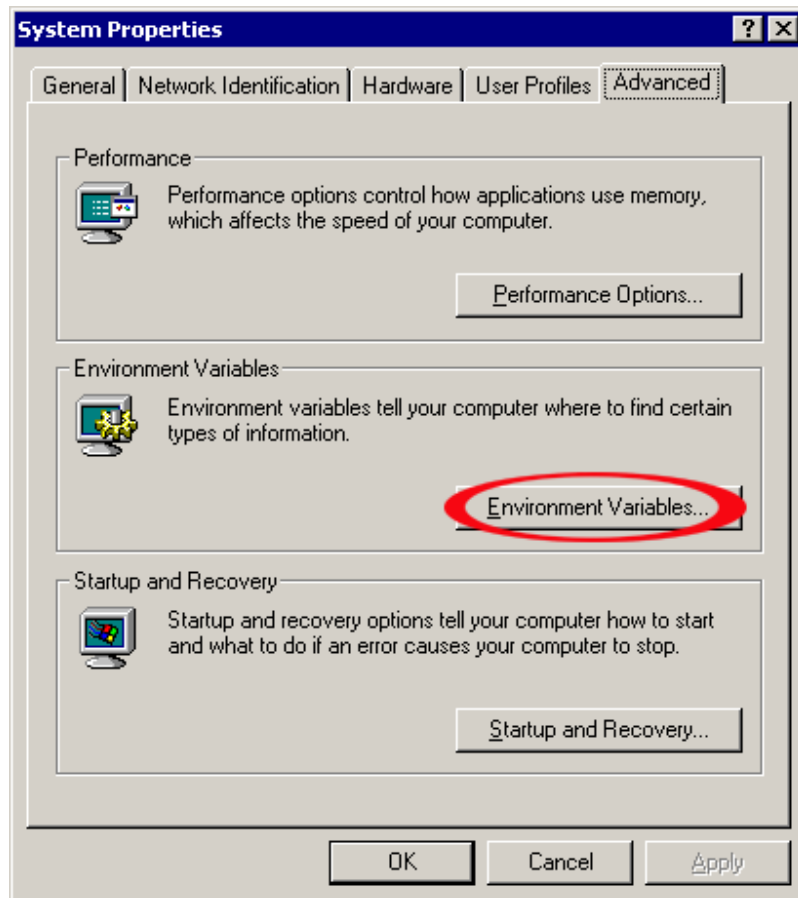 System Properties
General
Network Identification
Hardware
User Profiles
Advanced
Performance
Performance options control how applications use memory,
which affects the speed of your computer.
Performance Options...
Environment Variables
Environment variables tell your computer where to find certain
types of information.
Environment Variables...
Startup and Recovery
Startup and recovery options tell your computer how to start
and what to do if an error causes your computer to stop.
Startup and Recovery...
OK
Cancel
Apply